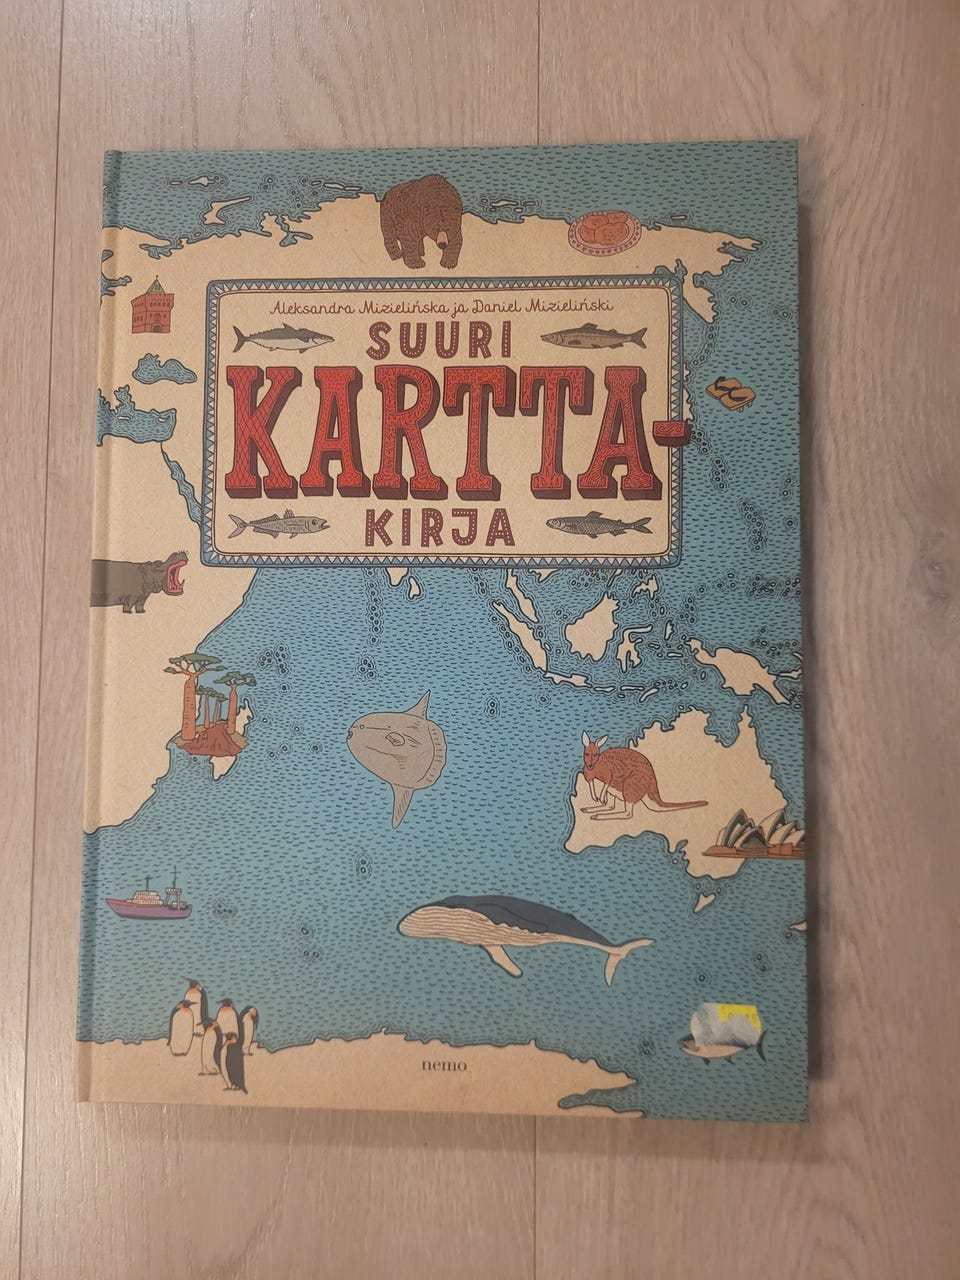 Aleksandra Mizielińska ja Daniel Mizieliński
SUURI
KARTTA-
KIRJA
nemo